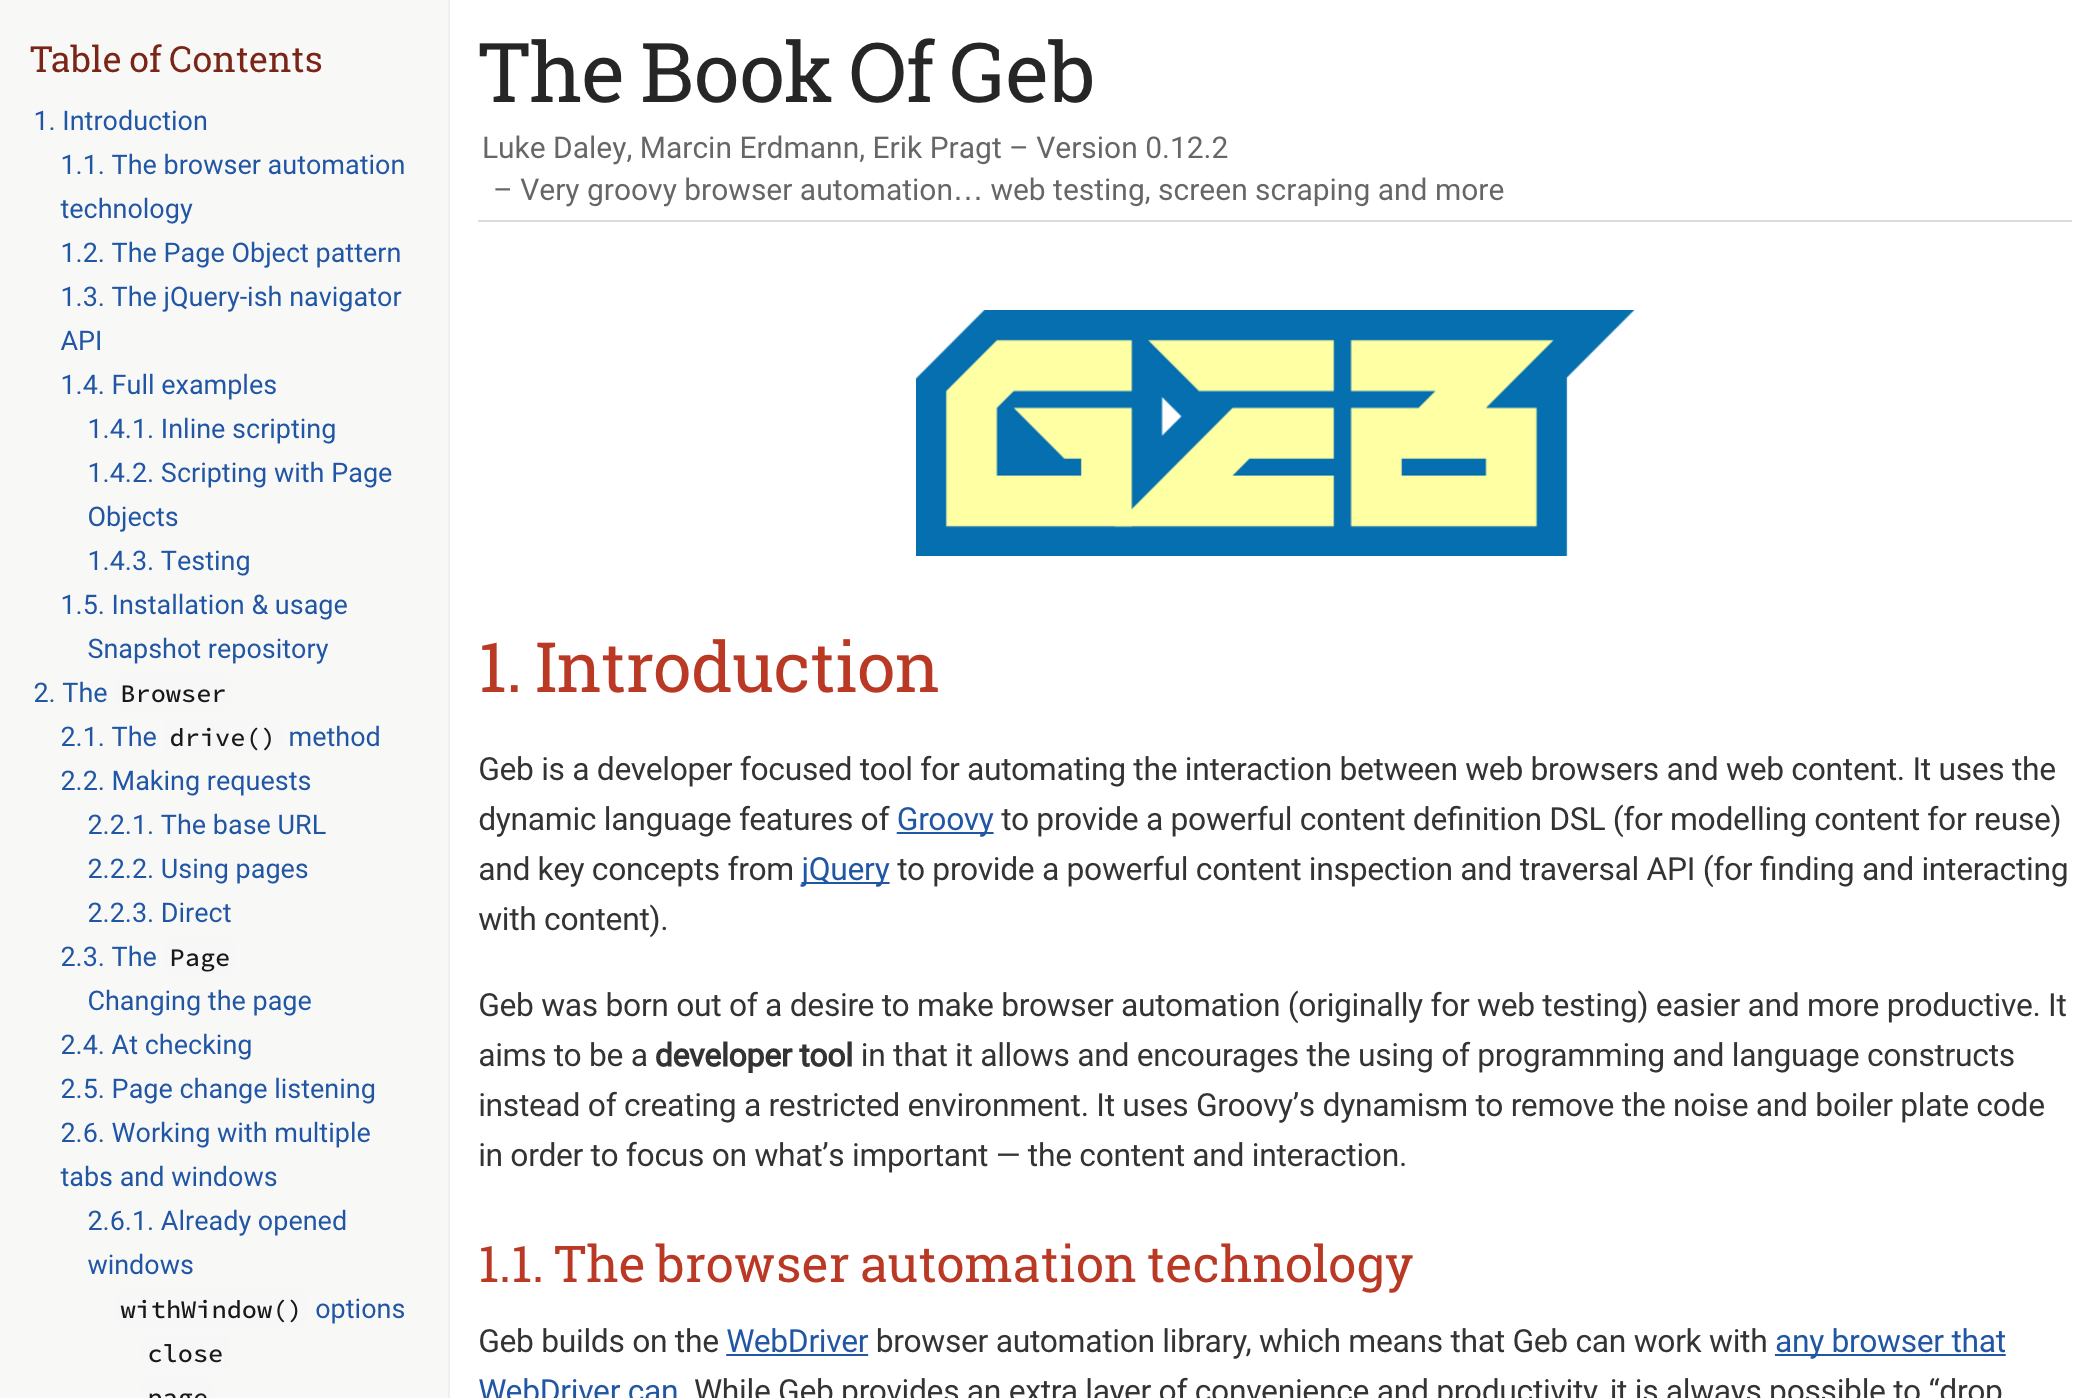 Table of Contents
1. Introduction
1.1. The browser automation
technology
1.2. The Page Object pattern
1.3. The jQuery-ish navigator
API
1.4. Full examples
1.4.1. Inline scripting
1.4.2. Scripting with Page
Objects
1.4.3. Testing
1.5. Installation & usage
Snapshot repository
2. The Browser
2.1. The drive() method
2.2. Making requests
2.2.1. The base URL
2.2.2. Using pages
2.2.3. Direct
2.3. The Page
Changing the page
2.4. At checking
2.5. Page change listening
2.6. Working with multiple
tabs and windows
2.6.1. Already opened
windows
withWindow() options
close
page
The Book Of Geb
Luke Daley, Marcin Erdmann, Erik Pragt – Version 0.12.2
– Very groovy browser automation… web testing, screen scraping and more
GEB
1. Introduction
Geb is a developer focused tool for automating the interaction between web browsers and web content. It uses the
dynamic language features of Groovy to provide a powerful content definition DSL (for modelling content for reuse)
and key concepts from jQuery to provide a powerful content inspection and traversal API (for finding and interacting
with content).
Geb was born out of a desire to make browser automation (originally for web testing) easier and more productive. It
aims to be a developer tool in that it allows and encourages the using of programming and language constructs
instead of creating a restricted environment. It uses Groovy’s dynamism to remove the noise and boiler plate code
in order to focus on what’s important — the content and interaction.
1.1. The browser automation technology
Geb builds on the WebDriver browser automation library, which means that Geb can work with any browser that
WebDriver can. While Geb provides an extra layer of convenience and productivity, it is always possible to “drop